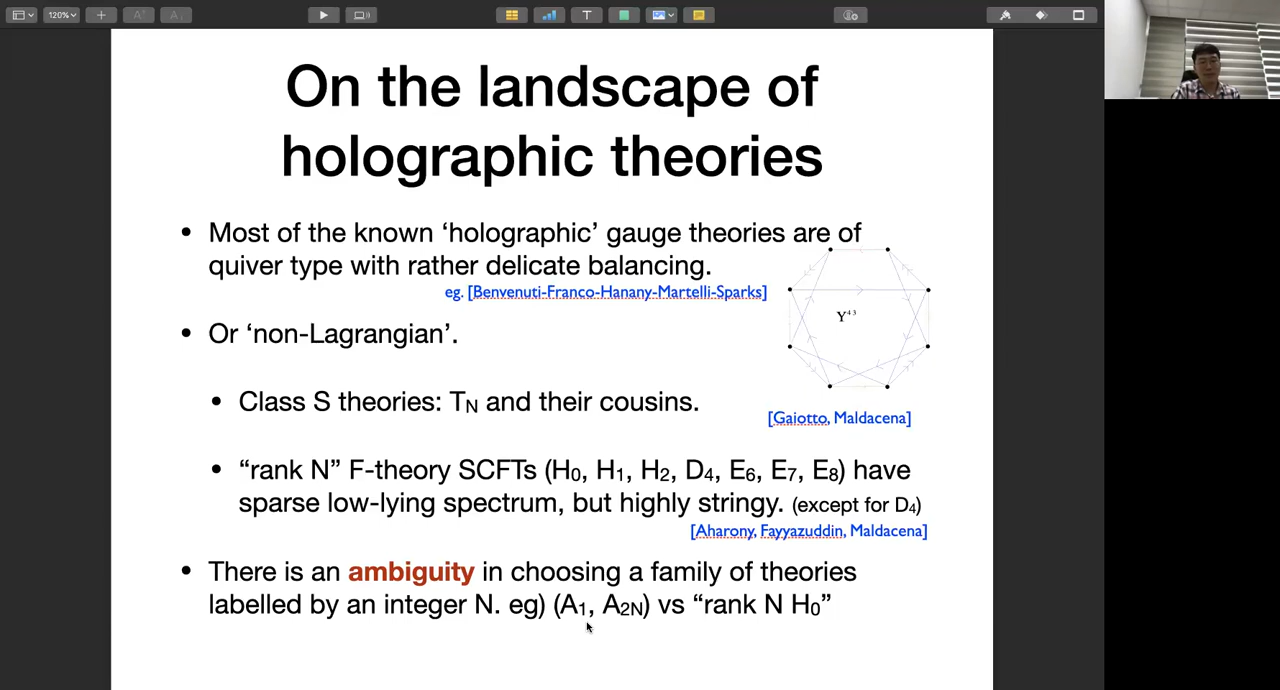 120%
On the landscape of
holographic theories
• Most of the known ‘holographic’ gauge theories are of
quiver type with rather delicate balancing.
eg. [Benvenuti-Franco-Hanany-Martelli-Sparks]
Y⁴ ³
• Or ‘non-Lagrangian’.
• Class S theories: T_N and their cousins.
[Gaiotto, Maldacena]
• “rank N” F-theory SCFTs (H₀, H₁, H₂, D₄, E₆, E₇, E₈) have
sparse low-lying spectrum, but highly stringy. (except for D₄)
[Aharony, Fayyazuddin, Maldacena]
• There is an ambiguity in choosing a family of theories
labelled by an integer N. eg) (A₁, A₂ₙ) vs “rank N H₀”